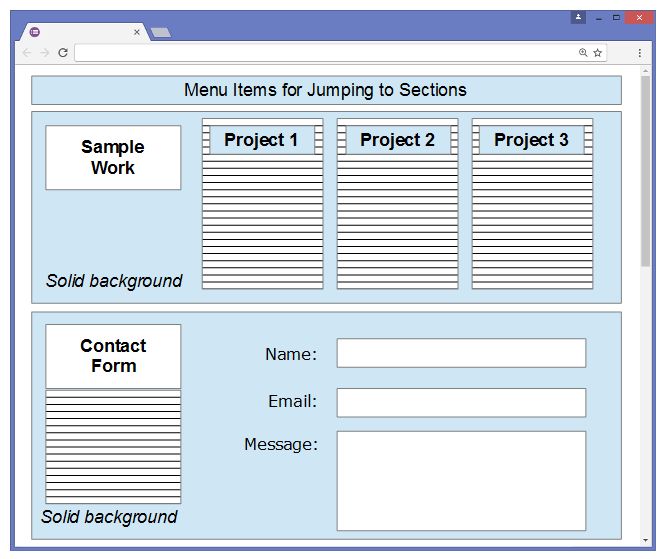 Menu Items for Jumping to Sections
Sample
Work
Project 1
Project 2
Project 3
Solid background
Contact
Form
Name:
Email:
Message:
Solid background